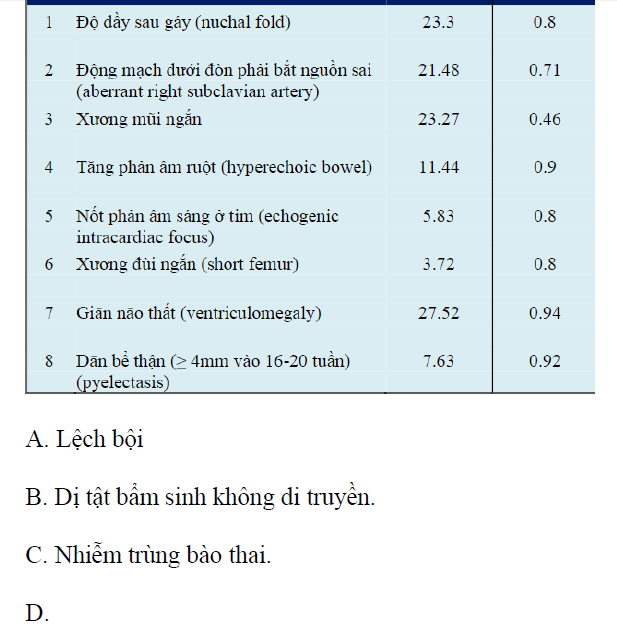 1 Độ dầy sau gáy (nuchal fold) 23.3 0.8
2 Động mạch dưới đòn phải bắt nguồn sai 21.48 0.71
(aberrant right subclavian artery)
3 Xương mũi ngắn 23.27 0.46
4 Tăng phản âm ruột (hyperechoic bowel) 11.44 0.9
5 Nốt phản âm sáng ở tim (echogenic 5.83 0.8
intracardiac focus)
6 Xương đùi ngắn (short femur) 3.72 0.8
7 Giãn não thất (ventriculomegaly) 27.52 0.94
8 Dãn bể thận (≥ 4mm vào 16-20 tuần) 7.63 0.92
(pyelectasis)
A. Lệch bội
B. Dị tật bẩm sinh không di truyền.
C. Nhiễm trùng bào thai.
D.